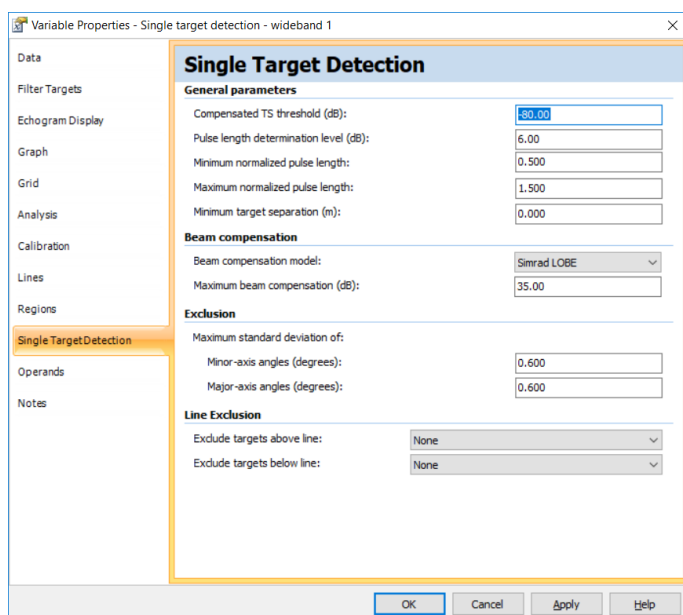 Variable Properties - Single target detection - wideband 1
Data
Filter Targets
Echogram Display
Graph
Grid
Analysis
Calibration
Lines
Regions
Single Target Detection
Operands
Notes
Single Target Detection
General parameters
Compensated TS threshold (dB): -80.00
Pulse length determination level (dB): 6.00
Minimum normalized pulse length: 0.500
Maximum normalized pulse length: 1.500
Minimum target separation (m): 0.000
Beam compensation
Beam compensation model: Simrad LOBE
Maximum beam compensation (dB): 35.00
Exclusion
Maximum standard deviation of:
Minor-axis angles (degrees): 0.600
Major-axis angles (degrees): 0.600
Line Exclusion
Exclude targets above line: None
Exclude targets below line: None
OK Cancel Apply Help